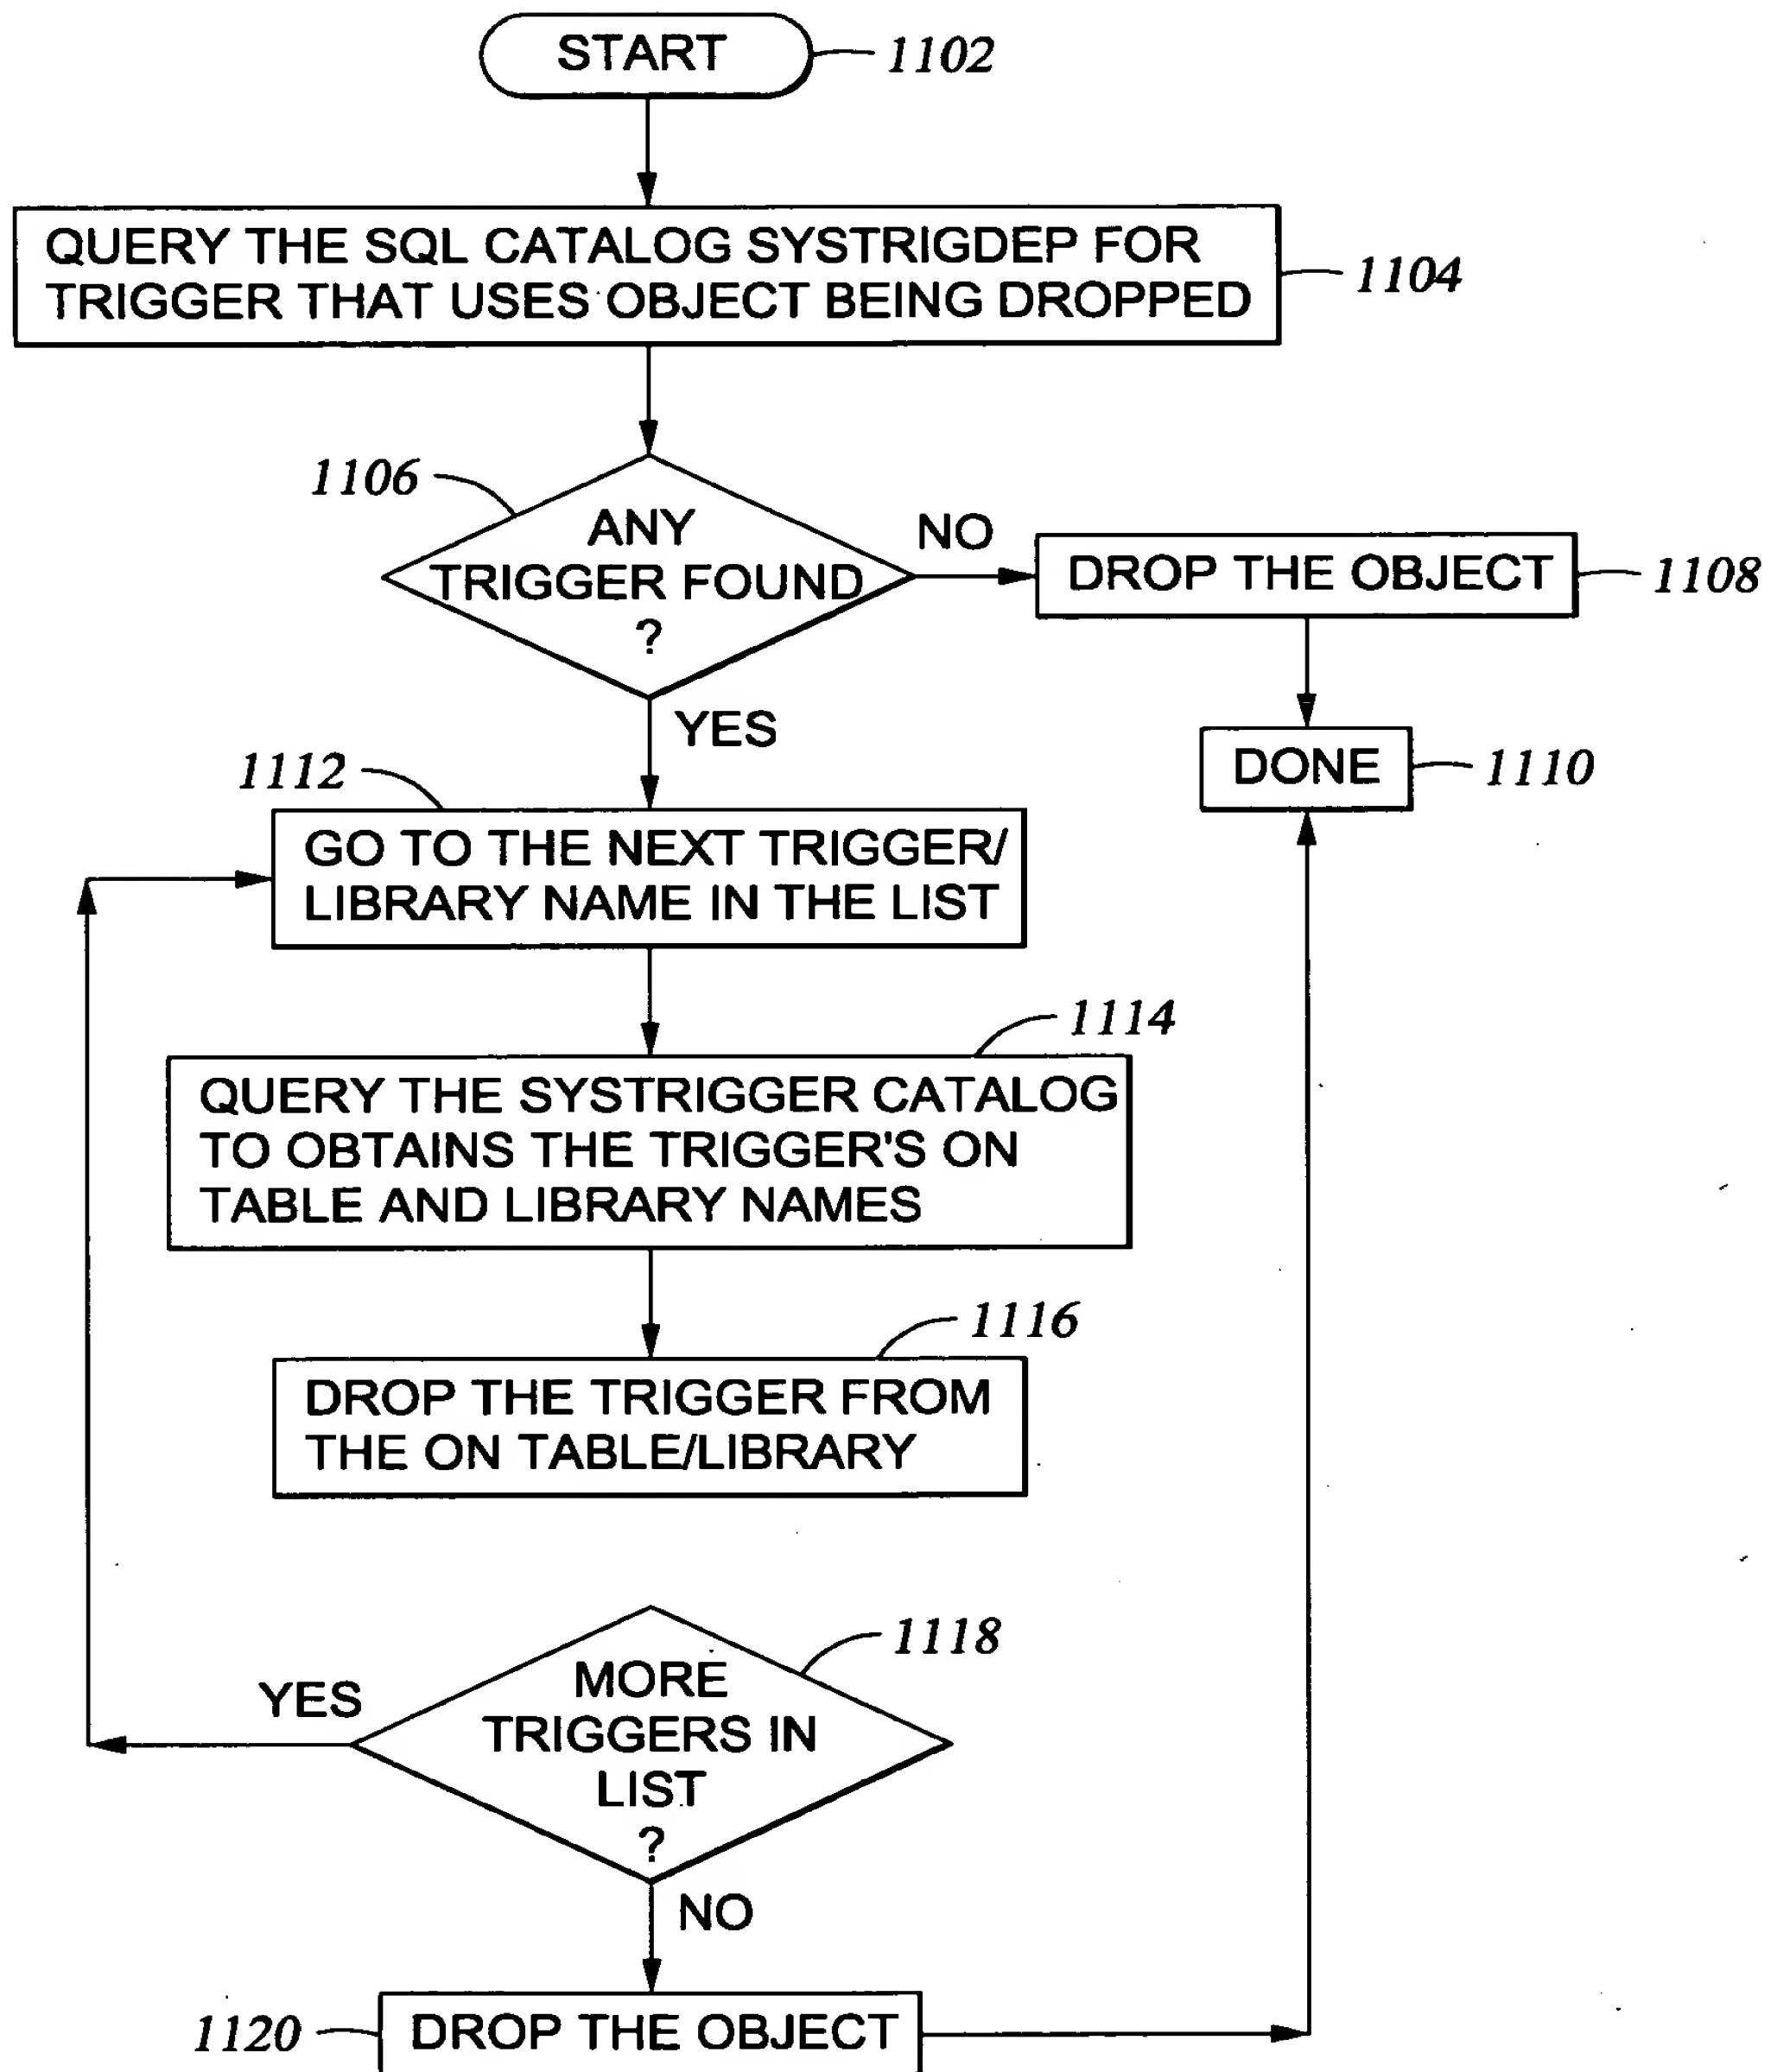 START
1102
QUERY THE SQL CATALOG SYSTRIGDEP FOR
TRIGGER THAT USES OBJECT BEING DROPPED
1104
1106
ANY
TRIGGER FOUND
?
NO
DROP THE OBJECT
1108
YES
DONE
1110
1112
GO TO THE NEXT TRIGGER/
LIBRARY NAME IN THE LIST
1114
QUERY THE SYSTRIGGER CATALOG
TO OBTAINS THE TRIGGER'S ON
TABLE AND LIBRARY NAMES
1116
DROP THE TRIGGER FROM
THE ON TABLE/LIBRARY
1118
MORE
TRIGGERS IN
LIST
?
YES
NO
1120
DROP THE OBJECT